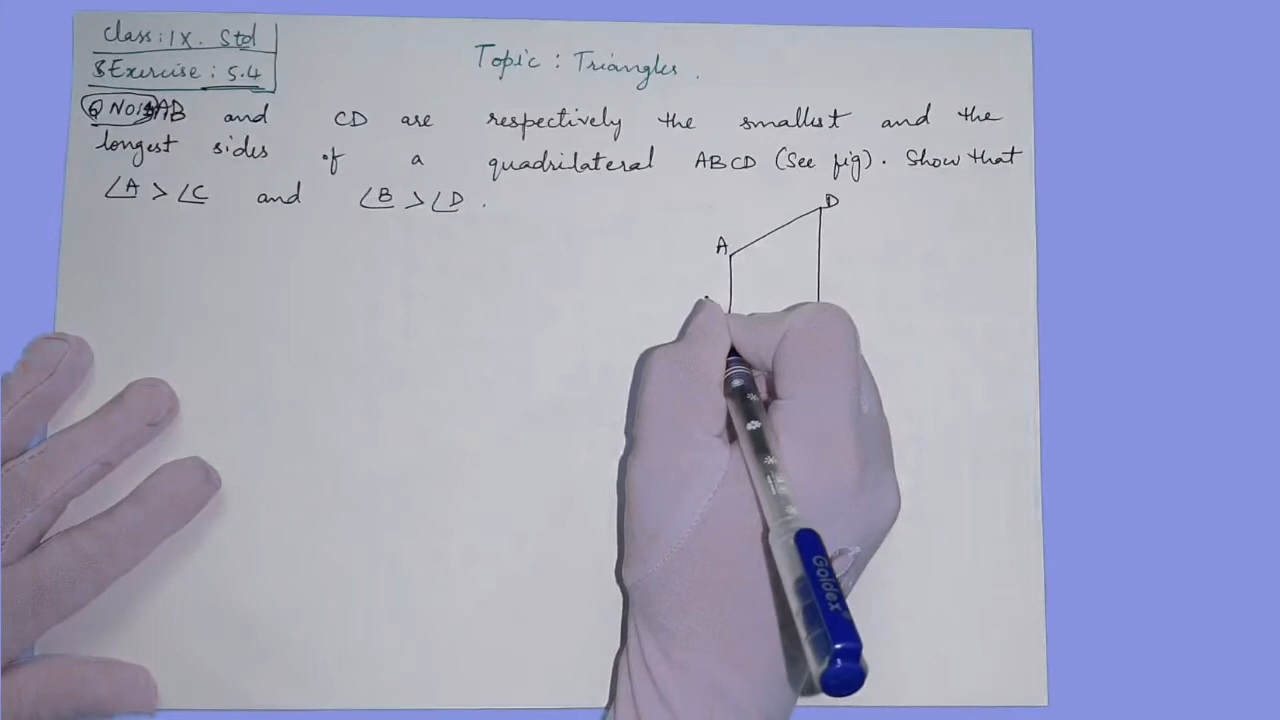 Class: IX. Std
Topic : Triangles .
Exercise : 5.4
Q NO: AB and CD are respectively the smallest and the
longest sides of a quadrilateral ABCD (See fig). Show that
∠A > ∠C and ∠B > ∠D .
D
A
Goldex